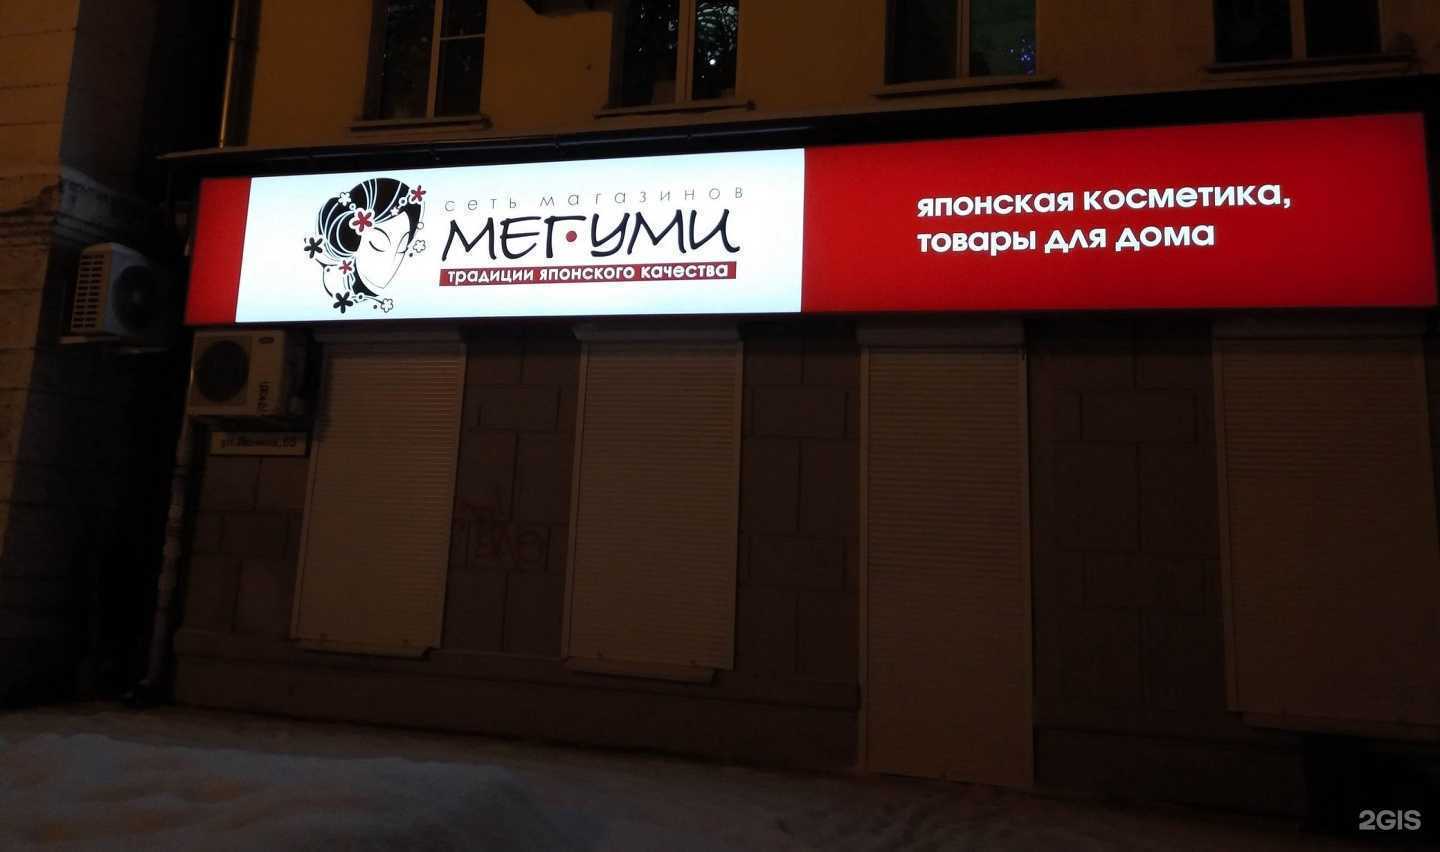 сеть магазинов
МЕГУМИ
традиции японского качества
японская косметика,
товары для дома
2GIS